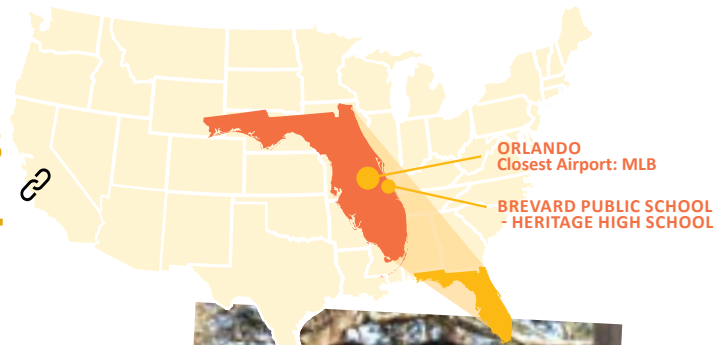 ORLANDO
Closest Airport: MLB
BREVARD PUBLIC SCHOOL
- HERITAGE HIGH SCHOOL